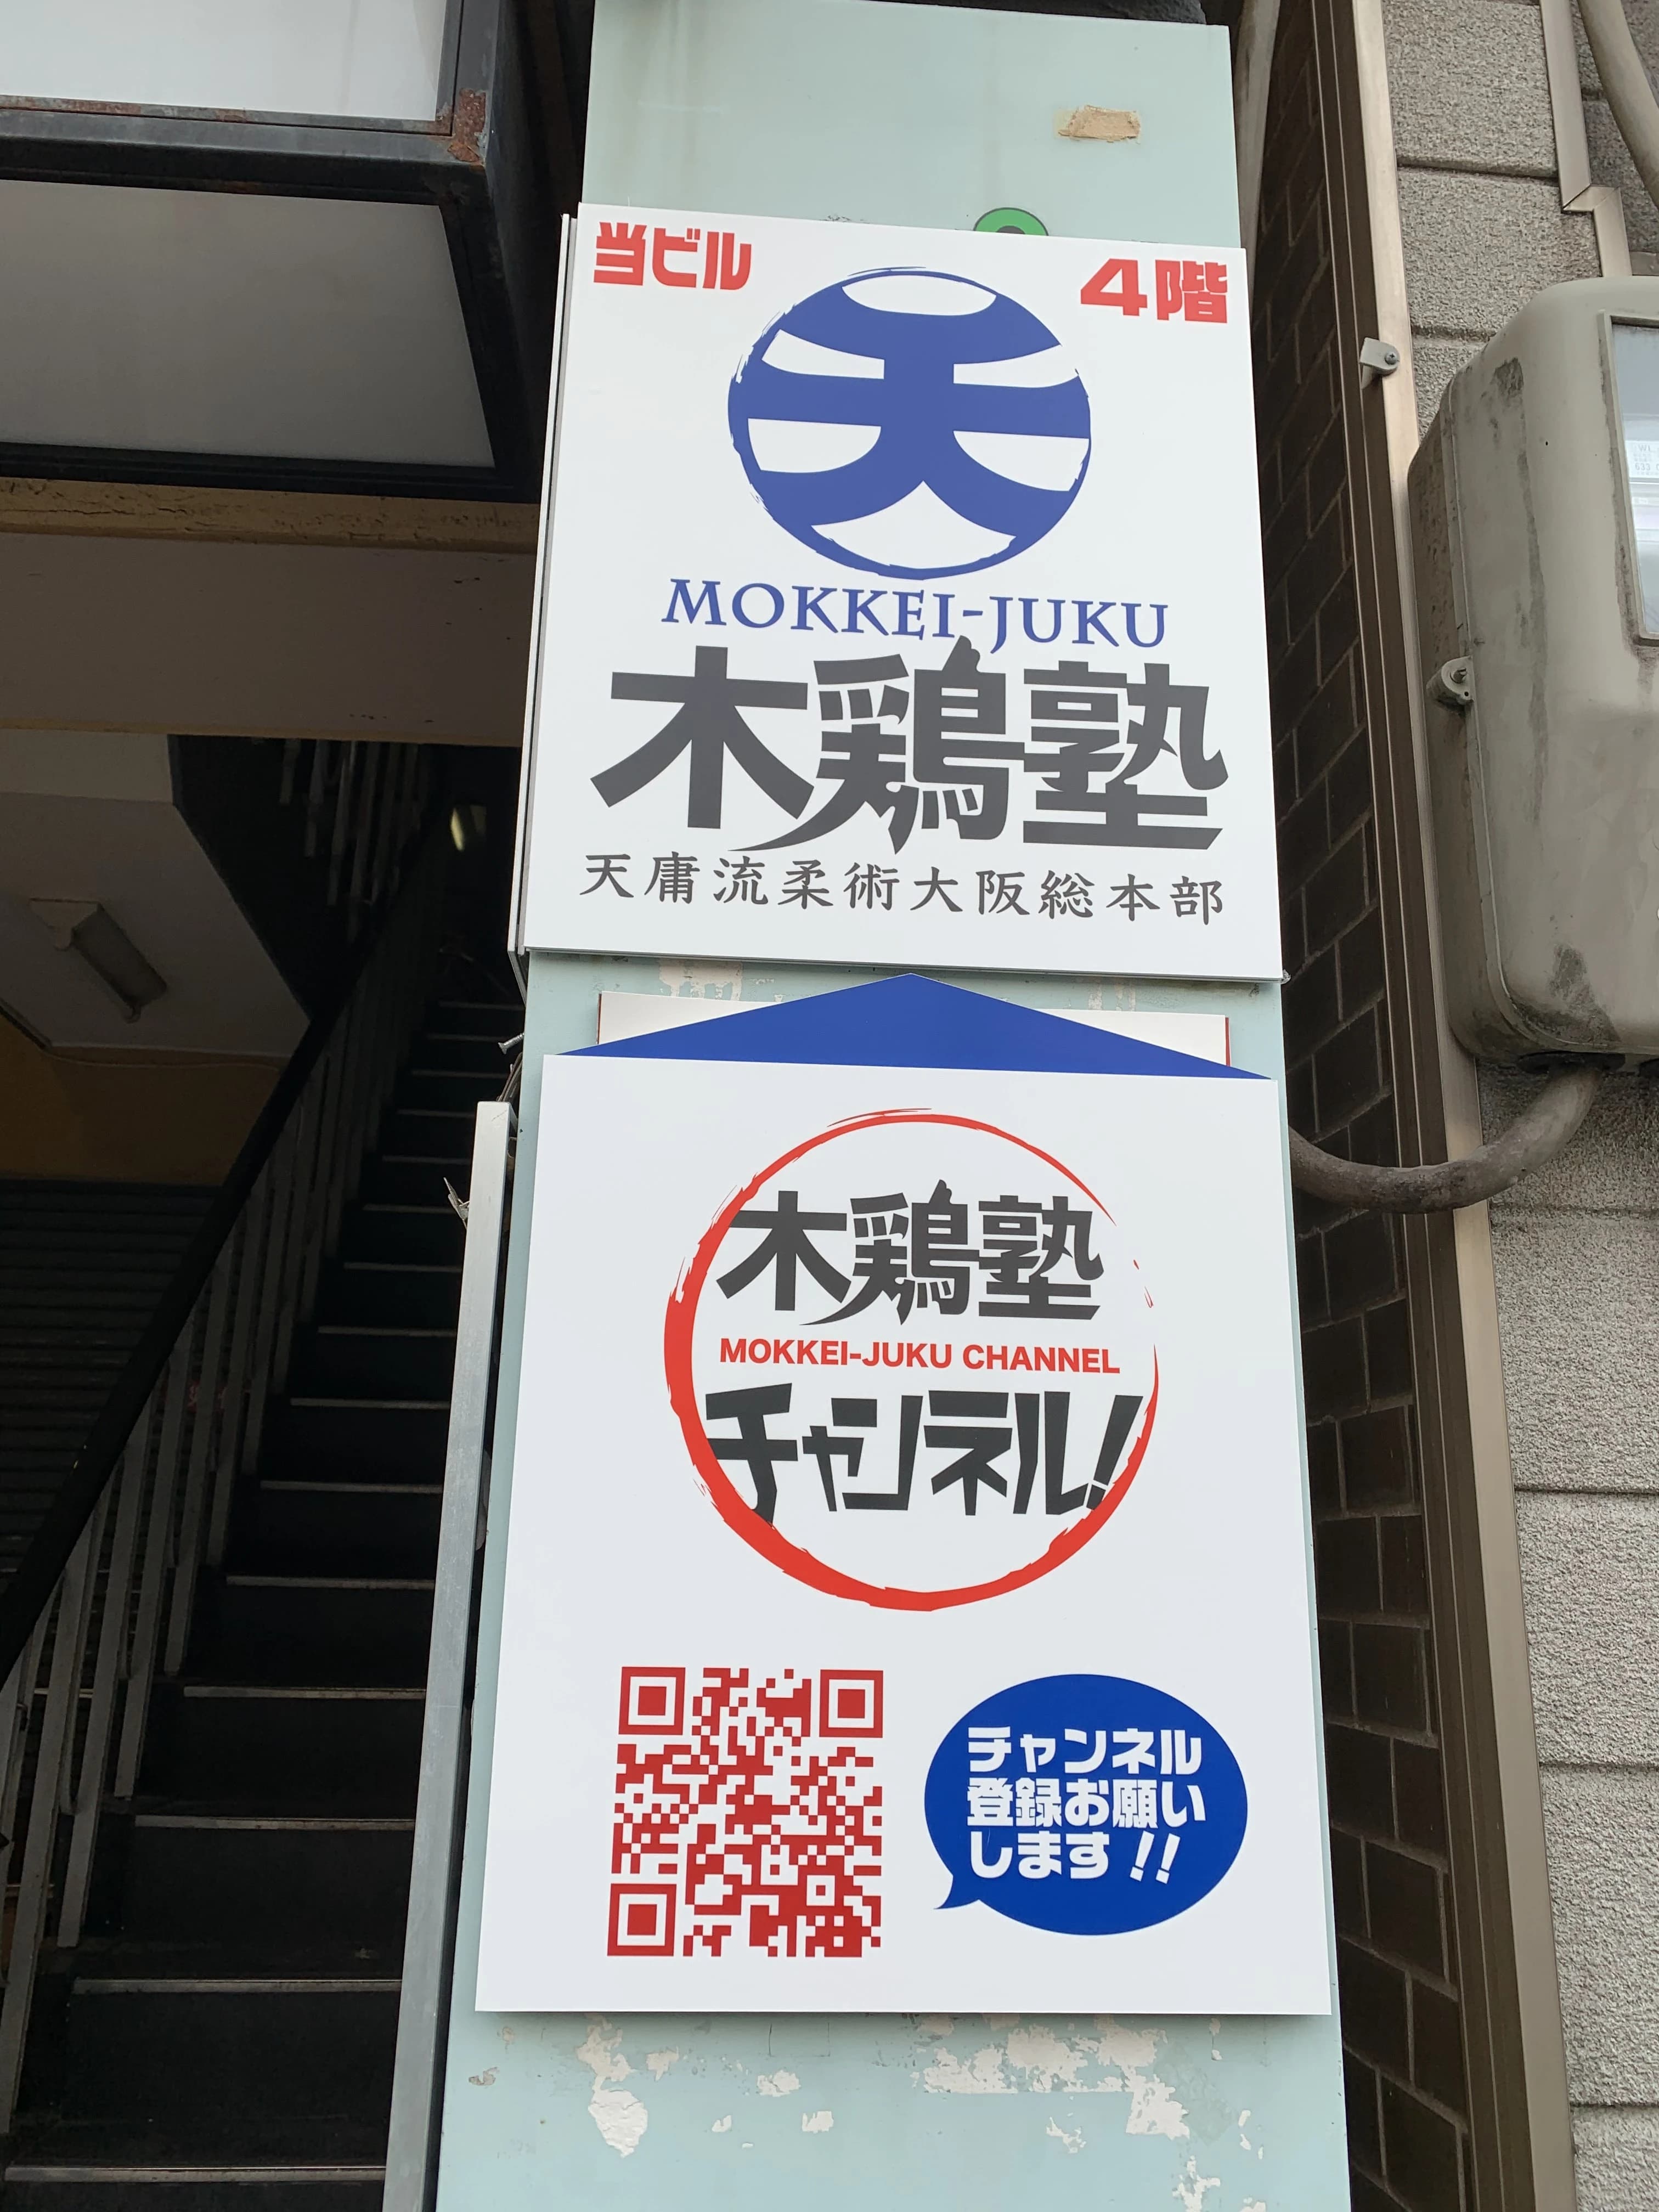 当ビル 4階
天
MOKKEI-JUKU
木鶏塾
天庸流柔術大阪総本部
木鶏塾
MOKKEI-JUKU CHANNEL
チャンネル!
チャンネル
登録お願い
します!!